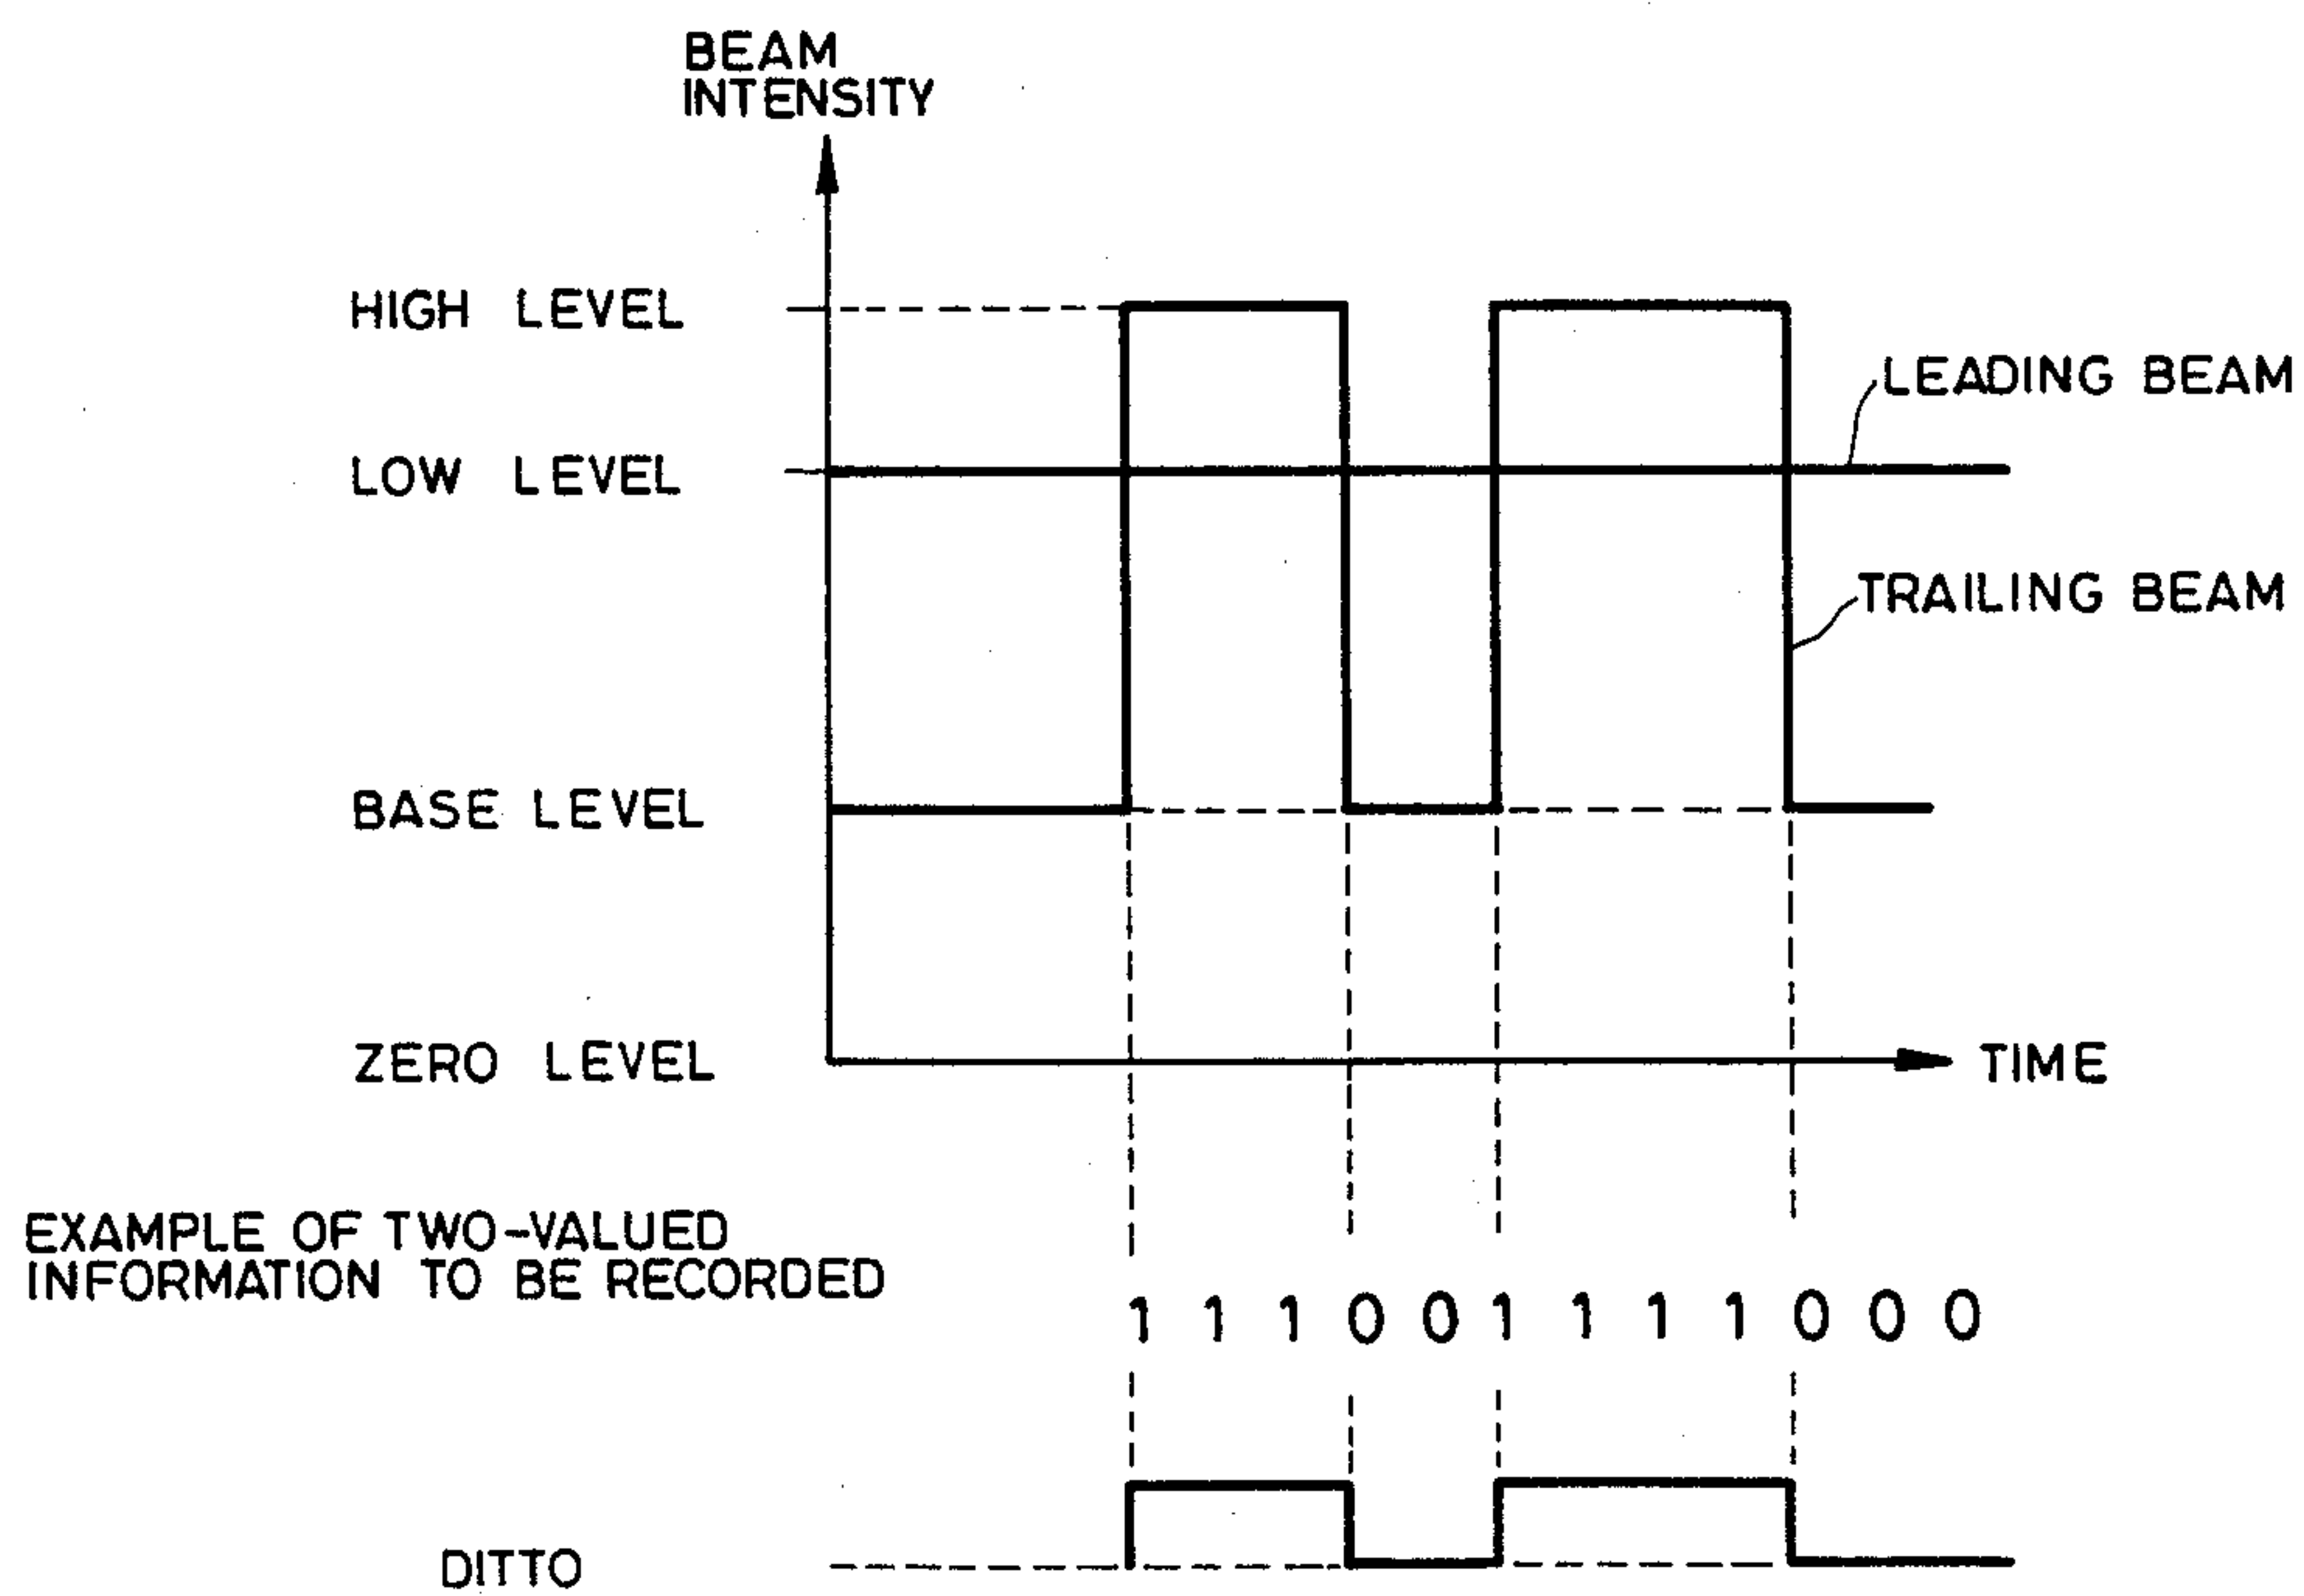 BEAM
INTENSITY
HIGH LEVEL
LEADING BEAM
LOW LEVEL
TRAILING BEAM
BASE LEVEL
ZERO LEVEL
TIME
EXAMPLE OF TWO-VALUED
INFORMATION TO BE RECORDED
1 1 1 0 0 1 1 1 1 0 0 0
DITTO